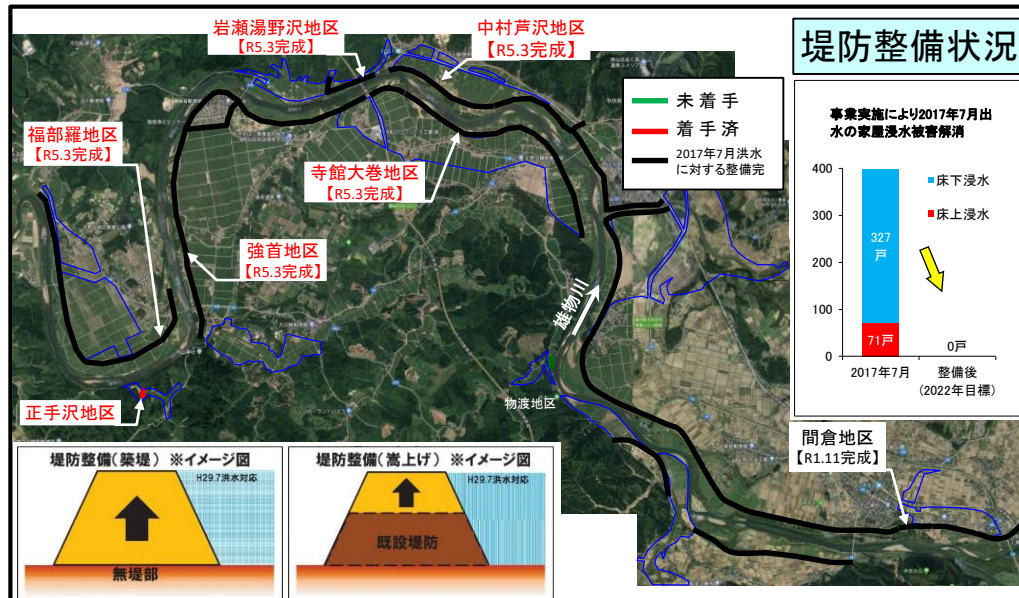 堤防整備状況
岩瀬湯野沢地区
【R5.3完成】
中村芦沢地区
【R5.3完成】
未着手
着手済
2017年7月洪水
に対する整備完
福部羅地区
【R5.3完成】
寺館大巻地区
【R5.3完成】
強首地区
【R5.3完成】
雄物川
正手沢地区
物渡地区
間倉地区
【R1.11完成】
事業実施により2017年7月出
水の家屋浸水被害解消
400
300
200
100
0
床下浸水
床上浸水
327
戸
71戸
0戸
2017年7月
整備後
(2022年目標)
堤防整備(築堤) ※イメージ図
H29.7洪水対応
無堤部
堤防整備(嵩上げ) ※イメージ図
H29.7洪水対応
既設堤防